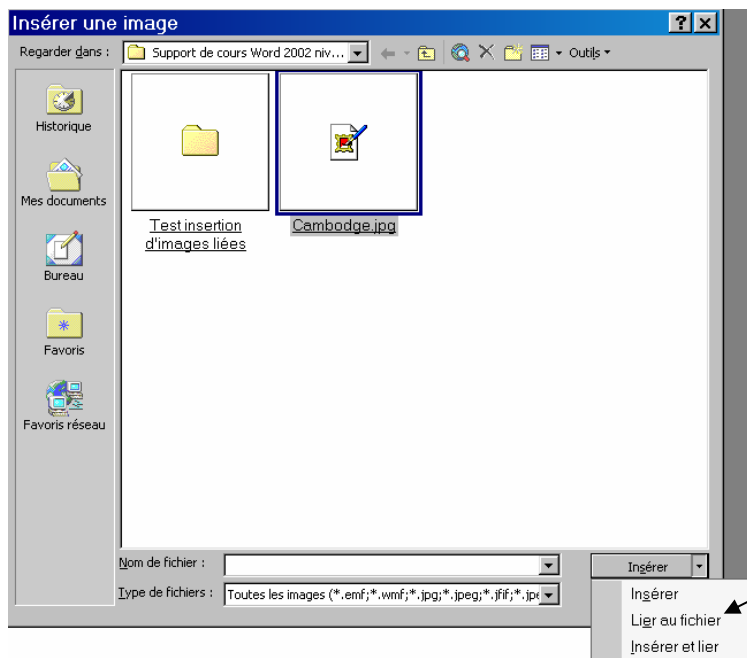 Insérer une image
Regarder dans :
Support de cours Word 2002 niv...
Outils
Historique
Mes documents
Bureau
Favoris
Favoris réseau
Test insertion
d'images liées
Cambodge.jpg
Nom de fichier :
Insérer
Type de fichiers :
Toutes les images (*.emf;*.wmf;*.jpg;*.jpeg;*.jfif;*.jpe
Insérer
Lier au fichier
Insérer et lier